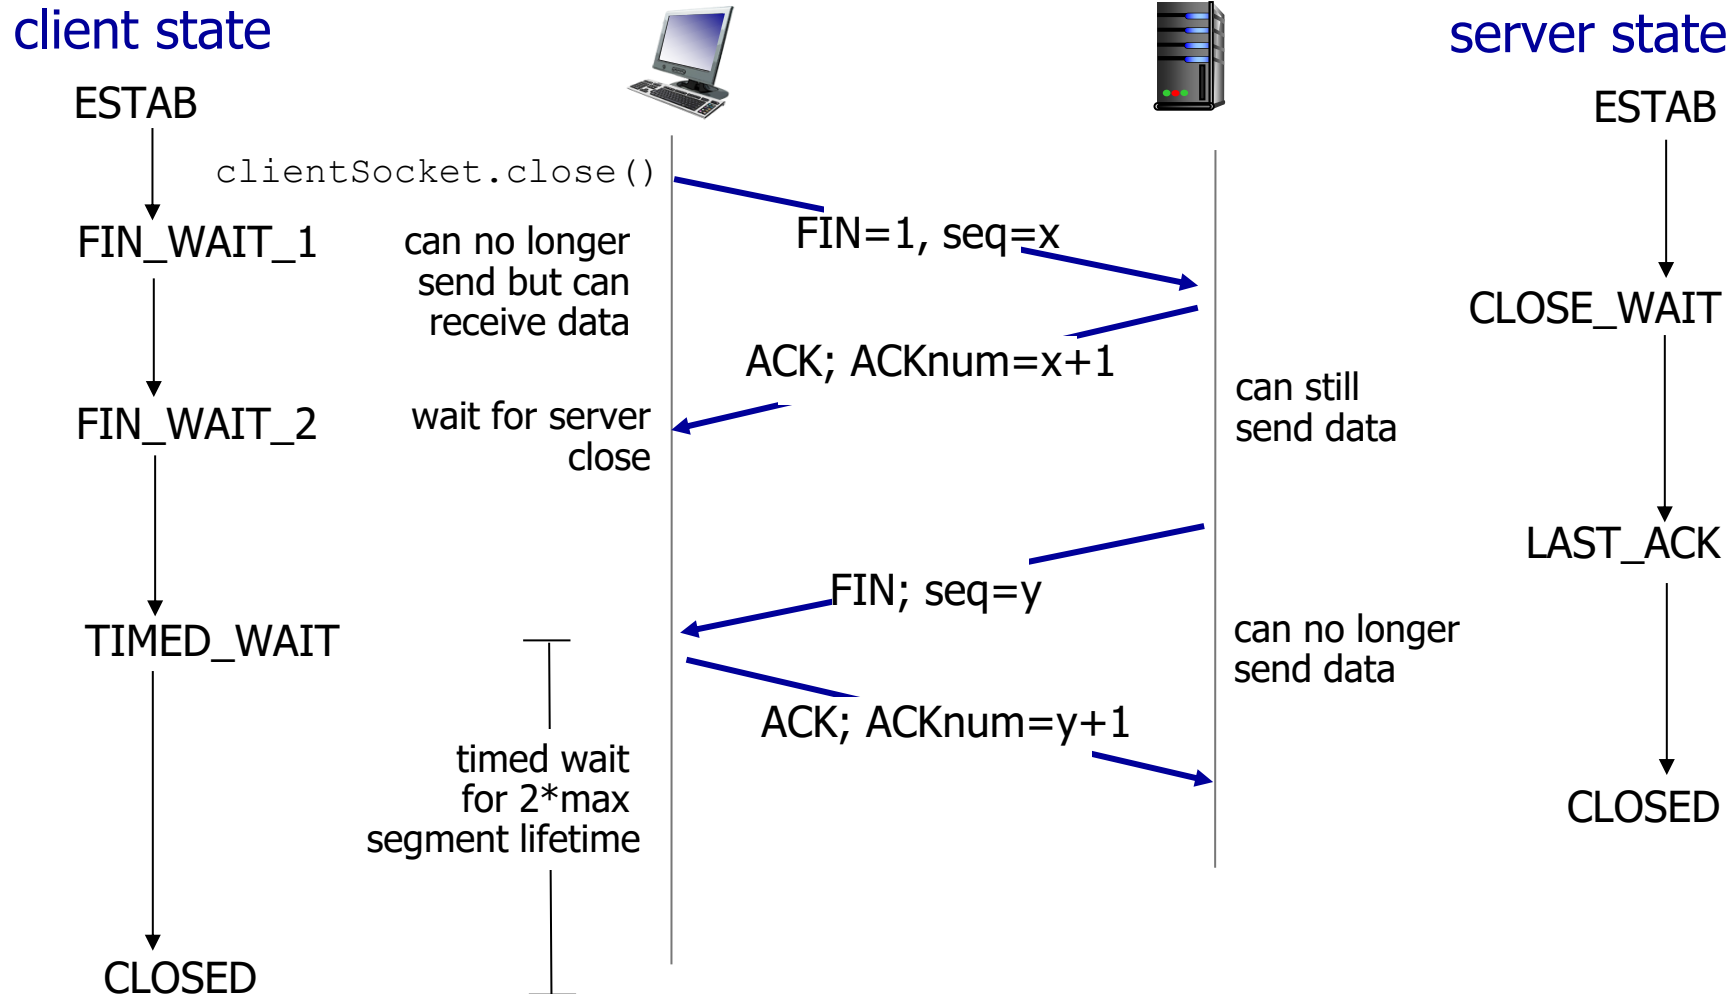 client state
server state
ESTAB
ESTAB
clientSocket.close()
FIN_WAIT_1
can no longer
send but can
receive data
FIN=1, seq=x
CLOSE_WAIT
ACK; ACKnum=x+1
can still
send data
FIN_WAIT_2
wait for server
close
LAST_ACK
FIN; seq=y
TIMED_WAIT
can no longer
send data
ACK; ACKnum=y+1
timed wait
for 2*max
segment lifetime
CLOSED
CLOSED